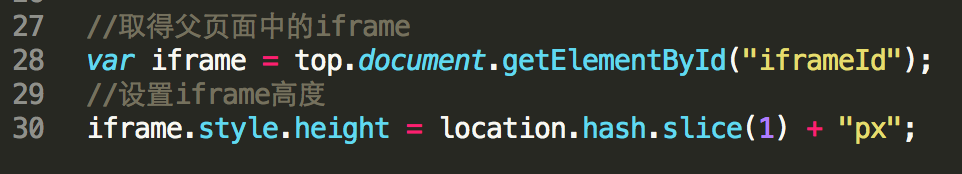 27 //取得父页面中的iframe
28 var iframe = top.document.getElementById("iframeId");
29 //设置iframe高度
30 iframe.style.height = location.hash.slice(1) + "px";